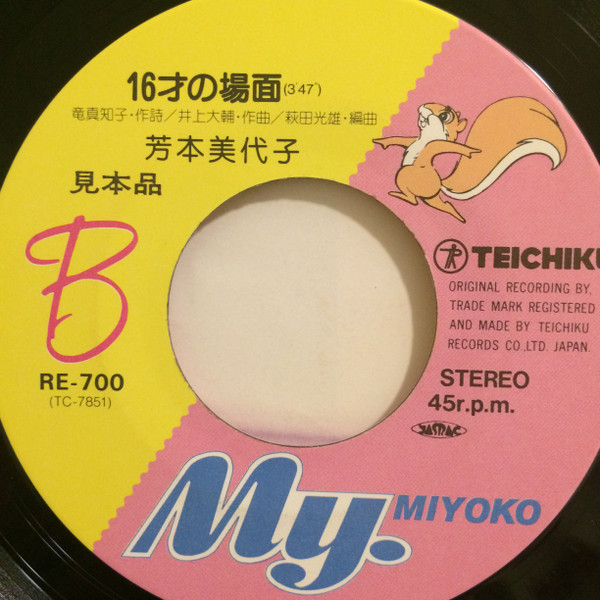 16才の場面(3'47")
竜真知子・作詩/井上大輔・作曲/萩田光雄・編曲
芳本美代子
見本品
B
RE-700
(TC-7851)
TEICHIKU
ORIGINAL RECORDING BY,
TRADE MARK REGISTERED
AND MADE BY TEICHIKU
RECORDS CO.,LTD. JAPAN.
STEREO
45r.p.m.
JASRAC
My.
MIYOKO